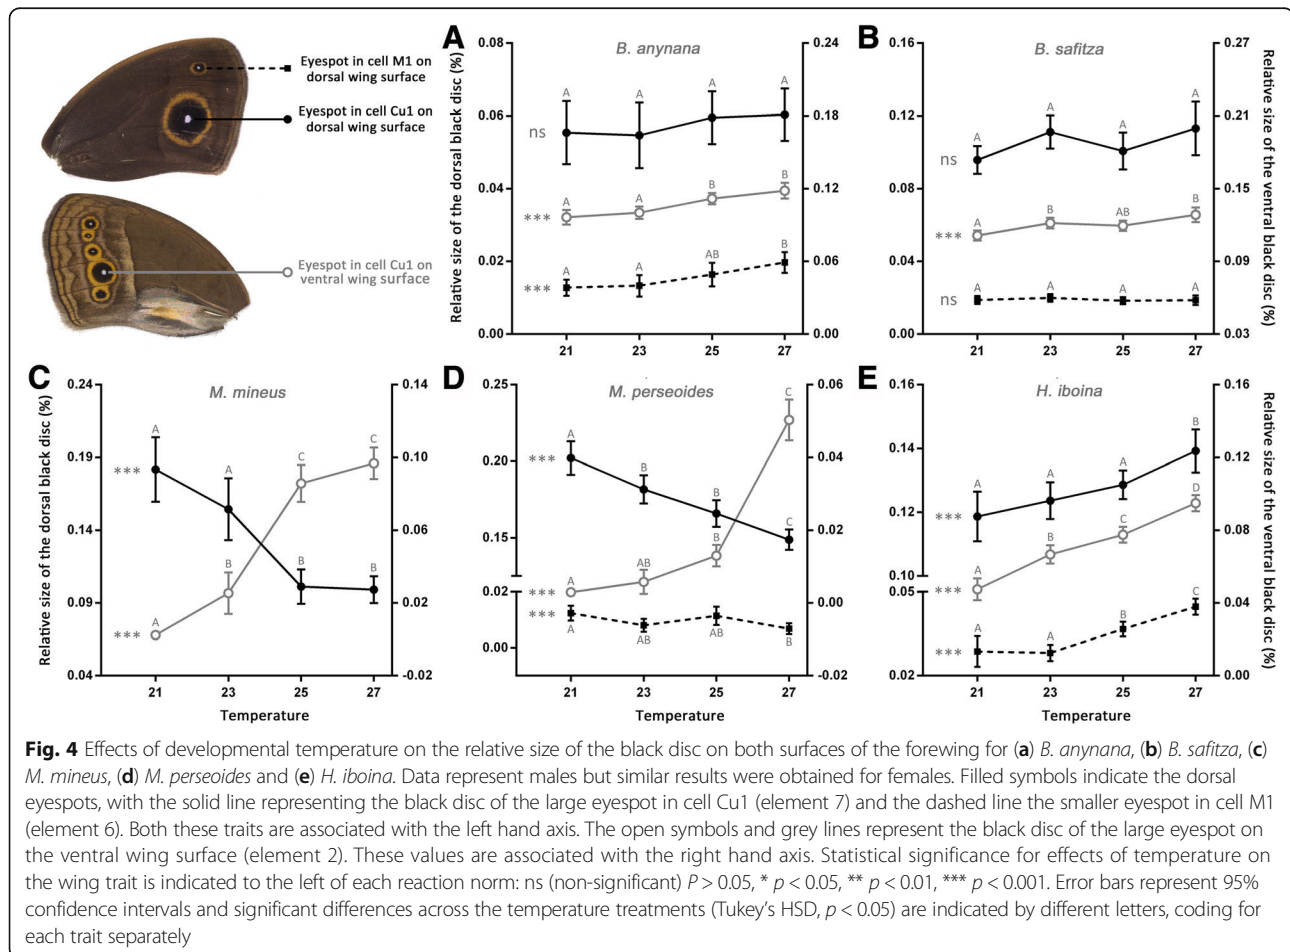 Eyespot in cell M1 on
dorsal wing surface
Eyespot in cell Cu1 on
dorsal wing surface
Eyespot in cell Cu1 on
ventral wing surface
A
B. anynana
Relative size of the dorsal black disc (%)
0.08
0.06
0.04
0.02
0.00
0.24
0.18
0.12
0.06
0.00
ns
A
A
A
A
***
A
A
B
B
***
A
A
AB
B
21
23
25
27
B
B. safitza
0.16
0.12
0.08
0.04
0.00
0.27
0.21
0.15
0.09
0.03
Relative size of the ventral black disc (%)
ns
A
A
A
A
***
A
B
AB
B
ns
A
A
A
A
21
23
25
27
C
M. mineus
Relative size of the dorsal black disc (%)
0.24
0.19
0.14
0.09
0.04
0.14
0.10
0.06
0.02
-0.02
***
A
A
B
B
***
A
B
C
C
21
23
25
27
Temperature
D
M. perseoides
0.25
0.20
0.15
0.02
0.00
0.06
0.04
0.02
0.00
-0.02
***
A
B
B
C
***
A
AB
B
C
***
A
AB
AB
B
21
23
25
27
Temperature
E
H. iboina
0.16
0.14
0.12
0.10
0.05
0.02
0.16
0.12
0.08
0.04
0.00
Relative size of the ventral black disc (%)
***
A
A
A
B
***
A
B
C
D
***
A
A
B
C
21
23
25
27
Temperature
Fig. 4 Effects of developmental temperature on the relative size of the black disc on both surfaces of the forewing for (a) B. anynana, (b) B. safitza, (c)
M. mineus, (d) M. perseoides and (e) H. iboina. Data represent males but similar results were obtained for females. Filled symbols indicate the dorsal
eyespots, with the solid line representing the black disc of the large eyespot in cell Cu1 (element 7) and the dashed line the smaller eyespot in cell M1
(element 6). Both these traits are associated with the left hand axis. The open symbols and grey lines represent the black disc of the large eyespot on
the ventral wing surface (element 2). These values are associated with the right hand axis. Statistical significance for effects of temperature on
the wing trait is indicated to the left of each reaction norm: ns (non-significant) P > 0.05, * p < 0.05, ** p < 0.01, *** p < 0.001. Error bars represent 95%
confidence intervals and significant differences across the temperature treatments (Tukey's HSD, p < 0.05) are indicated by different letters, coding for
each trait separately